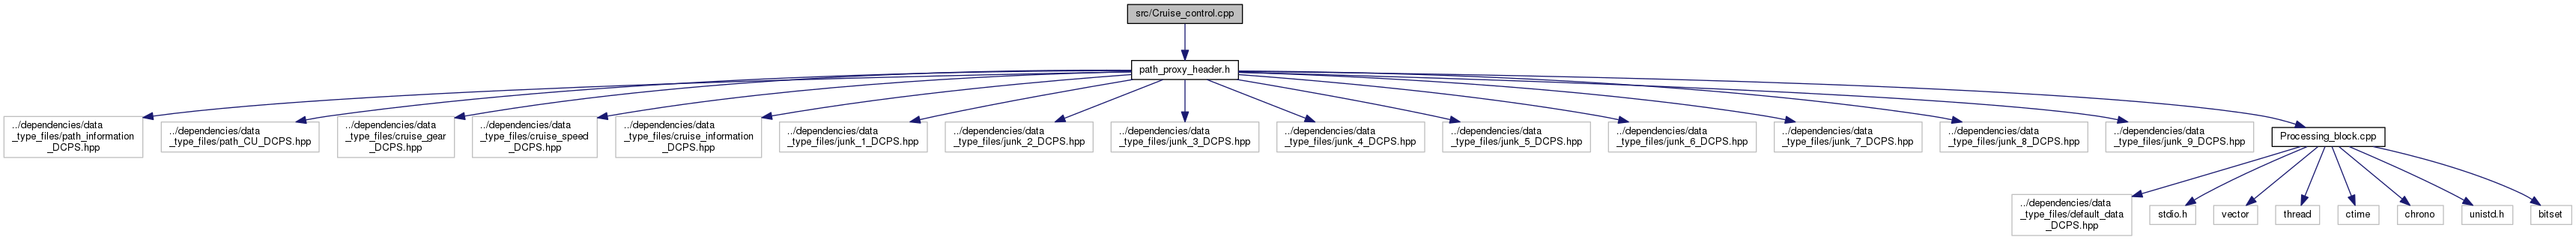 src/Cruise_control.cpp
path_proxy_header.h
../dependencies/data
_type_files/path_information
_DCPS.hpp
../dependencies/data
_type_files/path_CU_DCPS.hpp
../dependencies/data
_type_files/cruise_gear
_DCPS.hpp
../dependencies/data
_type_files/cruise_speed
_DCPS.hpp
../dependencies/data
_type_files/cruise_information
_DCPS.hpp
../dependencies/data
_type_files/junk_1_DCPS.hpp
../dependencies/data
_type_files/junk_2_DCPS.hpp
../dependencies/data
_type_files/junk_3_DCPS.hpp
../dependencies/data
_type_files/junk_4_DCPS.hpp
../dependencies/data
_type_files/junk_5_DCPS.hpp
../dependencies/data
_type_files/junk_6_DCPS.hpp
../dependencies/data
_type_files/junk_7_DCPS.hpp
../dependencies/data
_type_files/junk_8_DCPS.hpp
../dependencies/data
_type_files/junk_9_DCPS.hpp
Processing_block.cpp
../dependencies/data
_type_files/default_data
_DCPS.hpp
stdio.h
vector
thread
ctime
chrono
unistd.h
bitset